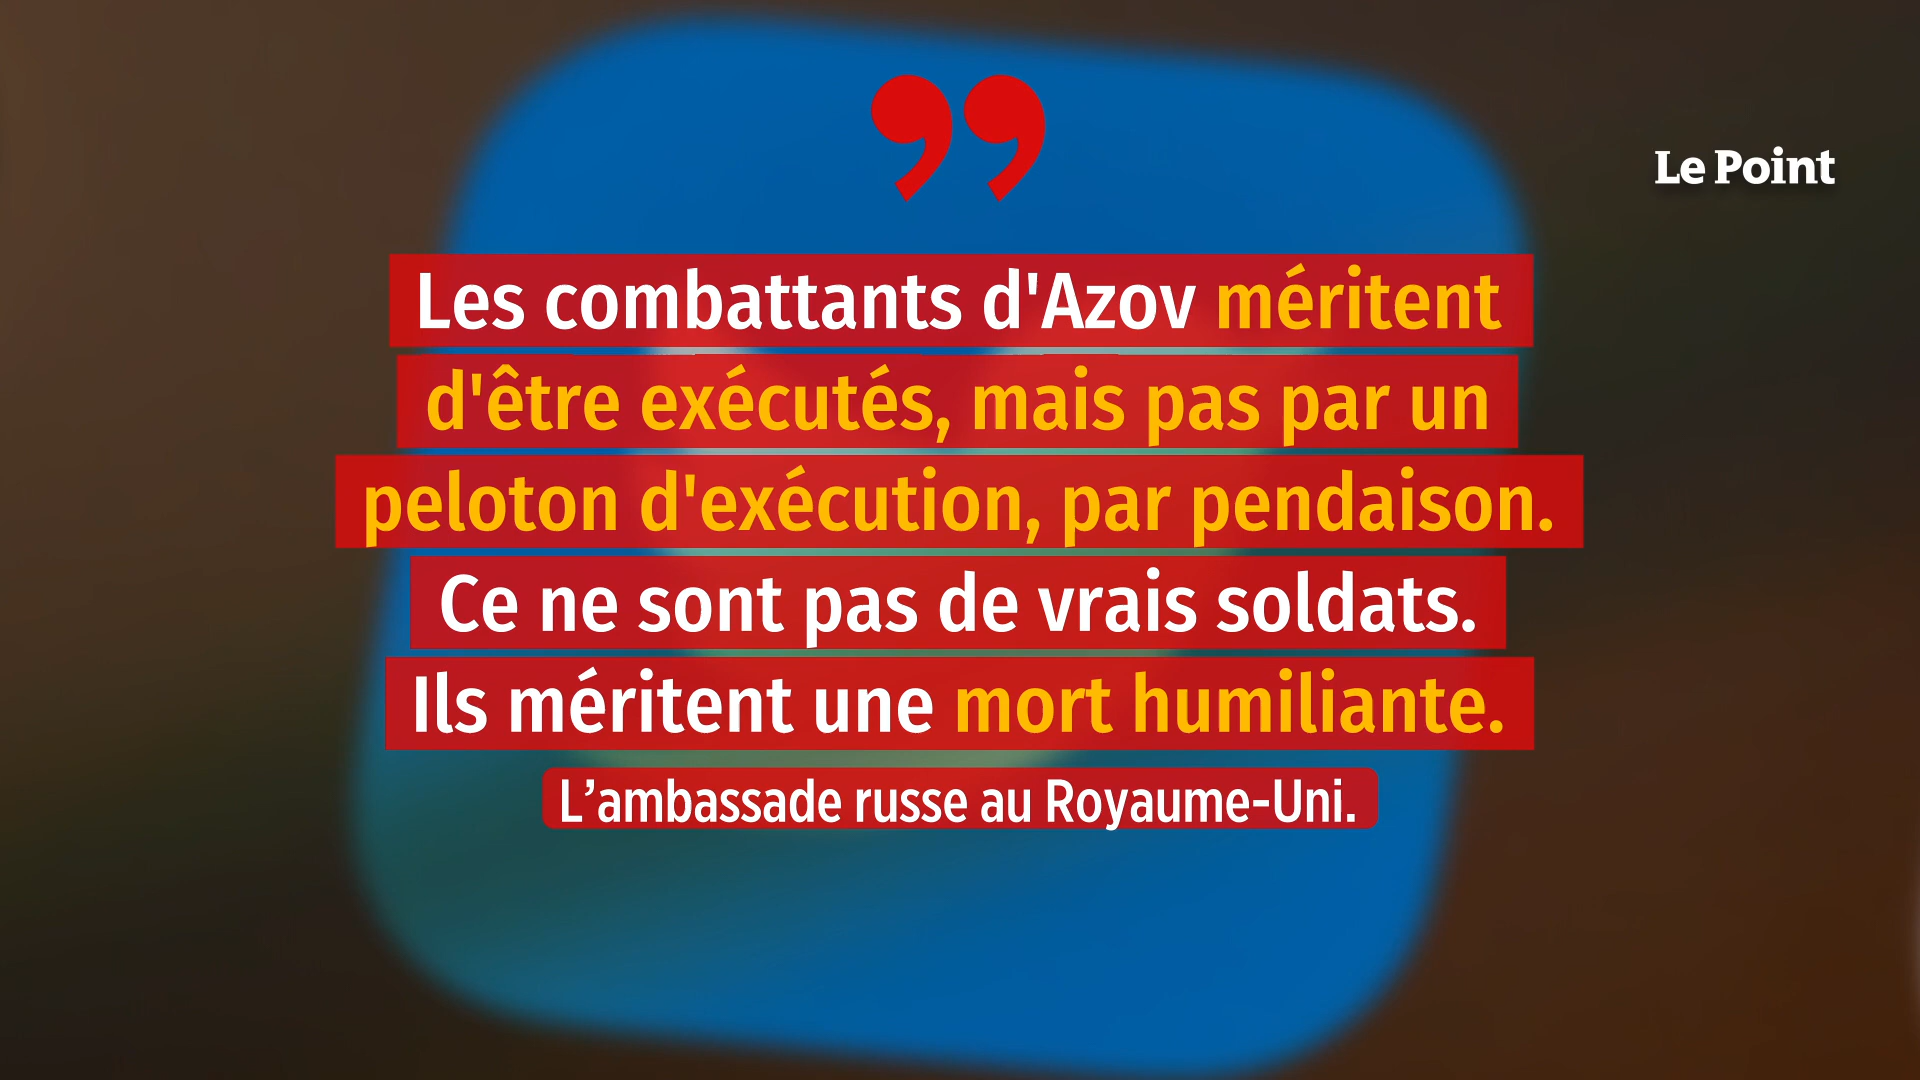 Le Point
Les combattants d'Azov méritent
d'être exécutés, mais pas par un
peloton d'exécution, par pendaison.
Ce ne sont pas de vrais soldats.
Ils méritent une mort humiliante.
L’ambassade russe au Royaume-Uni.